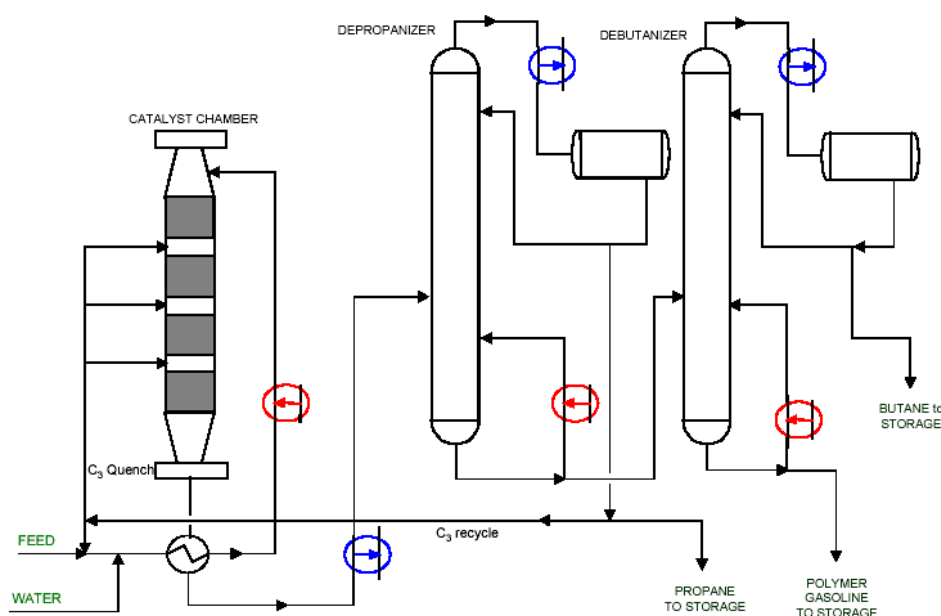 DEPROPANIZER
DEBUTANIZER
CATALYST CHAMBER
BUTANE to
STORAGE
C₃ Quench
C₃ recycle
FEED
WATER
PROPANE
TO STORAGE
POLYMER
GASOLINE
TO STORAGE